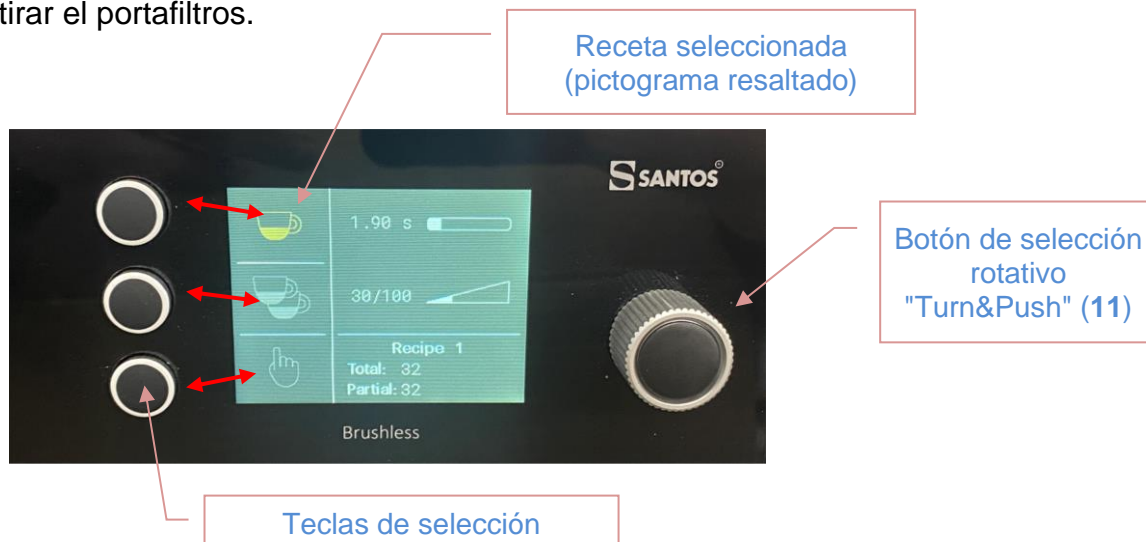 tirar el portafiltros.
Receta seleccionada
(pictograma resaltado)
SANTOS
1.90 s
Botón de selección
rotativo
"Turn&Push" (11)
30/100
Recipe 1
Total: 32
Partial: 32
Brushless
Teclas de selección